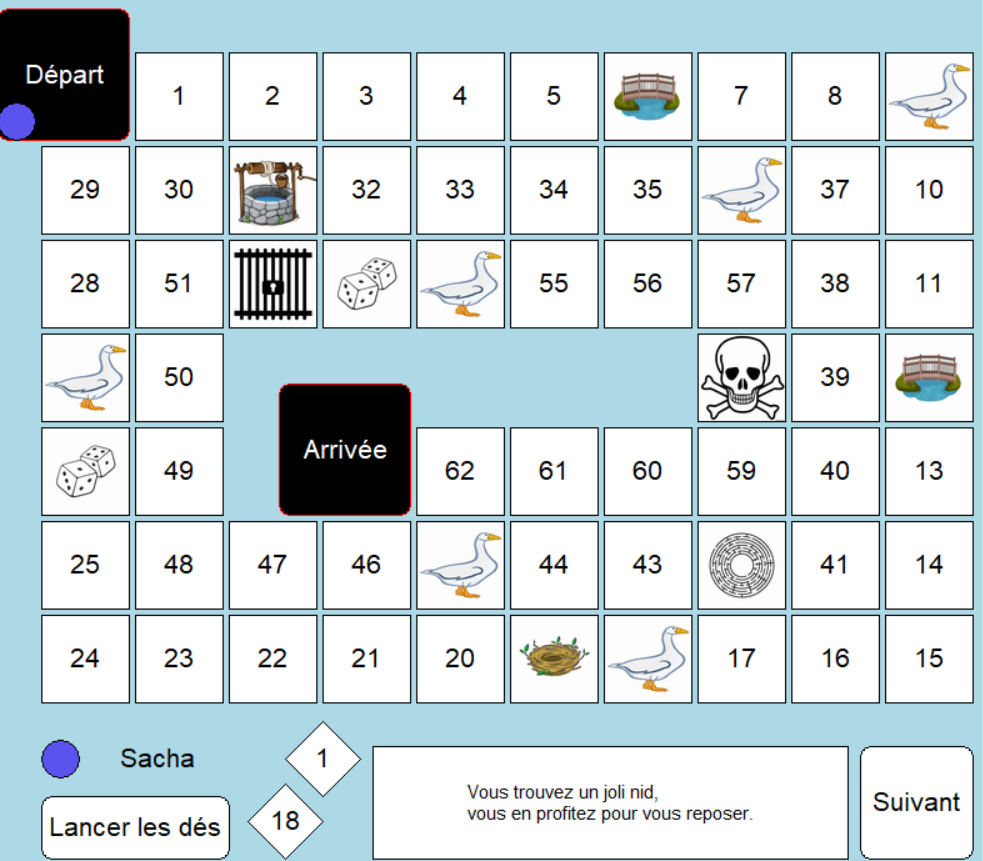 Départ
1 2 3 4 5 7 8
29 30 32 33 34 35 37 10
28 51 55 56 57 38 11
50 39
49 Arrivée 62 61 60 59 40 13
25 48 47 46 44 43 41 14
24 23 22 21 20 17 16 15
Sacha 1
Lancer les dés 18
Vous trouvez un joli nid,
vous en profitez pour vous reposer.
Suivant